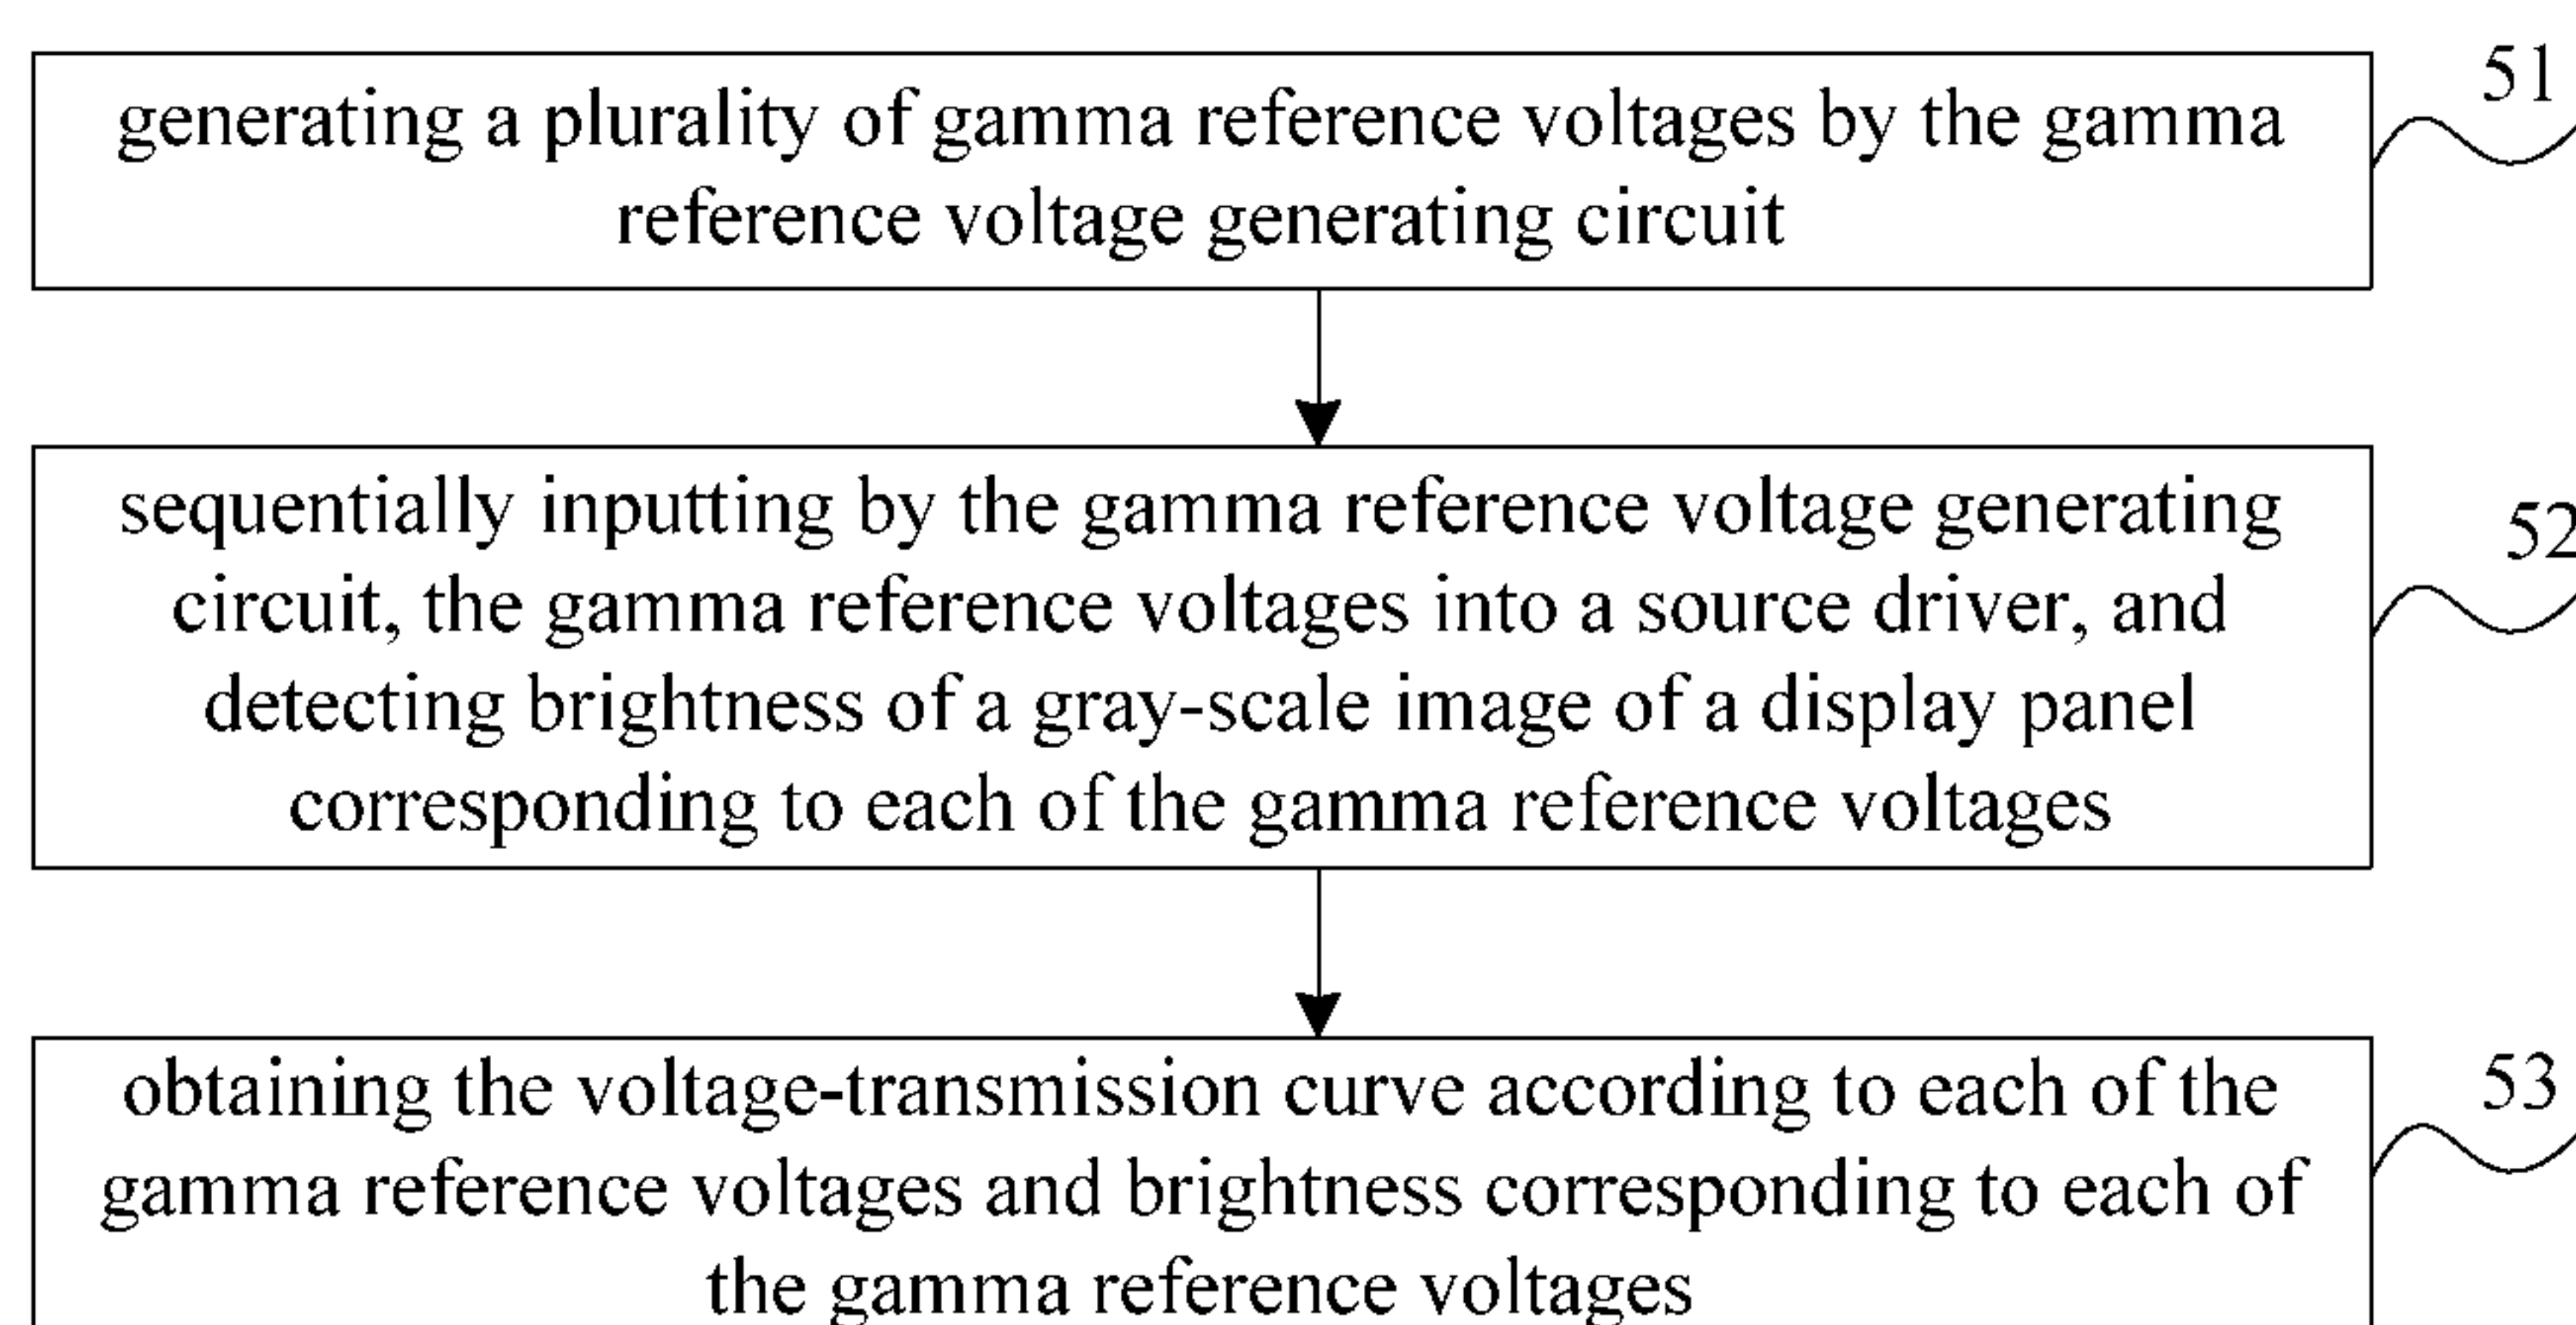 generating a plurality of gamma reference voltages by the gamma
reference voltage generating circuit
51
sequentially inputting by the gamma reference voltage generating
circuit, the gamma reference voltages into a source driver, and
detecting brightness of a gray-scale image of a display panel
corresponding to each of the gamma reference voltages
52
obtaining the voltage-transmission curve according to each of the
gamma reference voltages and brightness corresponding to each of
the gamma reference voltages
53